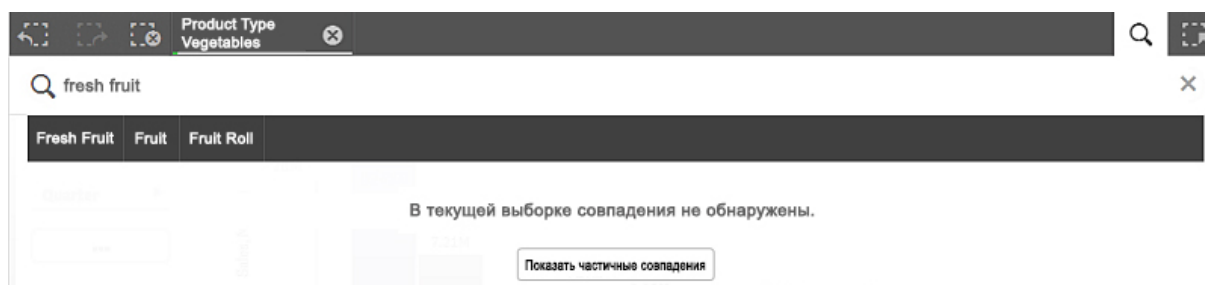 Product Type
Vegetables
fresh fruit
Fresh Fruit Fruit Fruit Roll
В текущей выборке совпадения не обнаружены.
Показать частичные совпадения